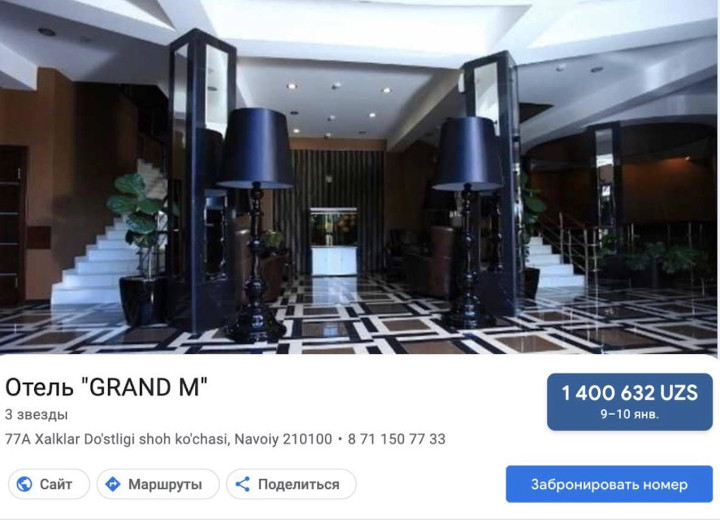 Отель "GRAND M"
3 звезды
77A Xalklar Do'stligi shoh ko'chasi, Navoiy 210100 • 8 71 150 77 33
1 400 632 UZS
9–10 янв.
Сайт
Маршруты
Поделиться
Забронировать номер